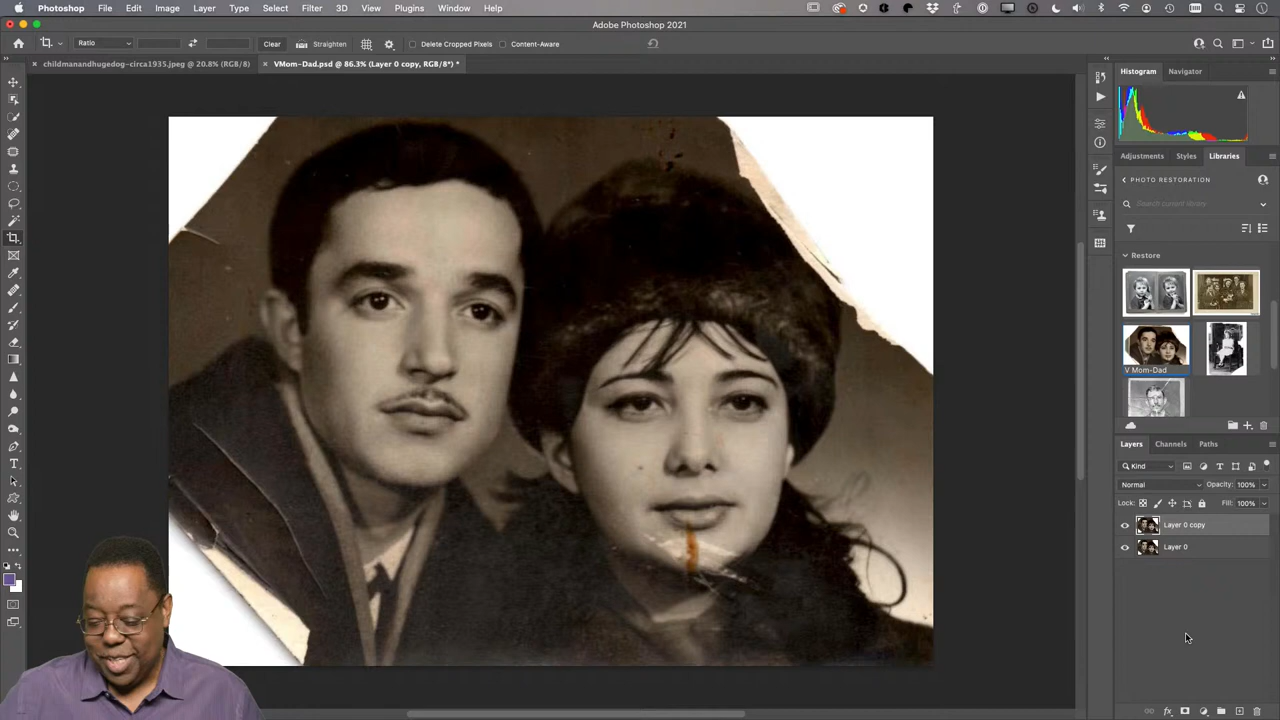 Photoshop File Edit Image Layer Type Select Filter 3D View Plugins Window Help
Adobe Photoshop 2021
Ratio Clear Straighten Delete Cropped Pixels Content-Aware
× childmanandhugedog-circa1935.jpeg @ 20.8% (RGB/8) × VMom-Dad.psd @ 86.3% (Layer 0 copy, RGB/8*) *
Histogram Navigator
Adjustments Styles Libraries
PHOTO RESTORATION
Search current library
Restore
V Mom-Dad
Layers Channels Paths
Kind
Normal Opacity: 100%
Lock: Fill: 100%
Layer 0 copy
Layer 0